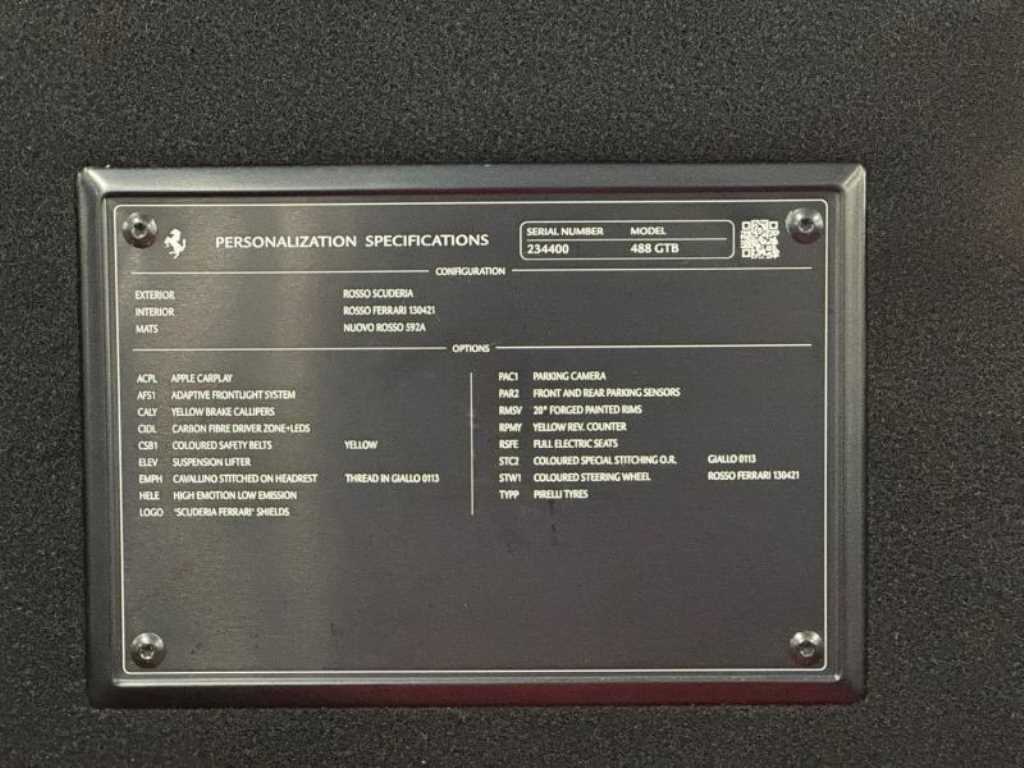 PERSONALIZATION SPECIFICATIONS
SERIAL NUMBER MODEL
234400 488 GTB
CONFIGURATION
EXTERIOR ROSSO SCUDERIA
INTERIOR ROSSO FERRARI 130421
MATS NUOVO ROSSO 592A
OPTIONS
ACPL APPLE CARPLAY
AFS1 ADAPTIVE FRONTLIGHT SYSTEM
CALY YELLOW BRAKE CALLIPERS
CIDL CARBON FIBRE DRIVER ZONE+LEDS
CSB1 COLOURED SAFETY BELTS YELLOW
ELEV SUSPENSION LIFTER
EMPH CAVALLINO STITCHED ON HEADREST THREAD IN GIALLO 0113
HELE HIGH EMOTION LOW EMISSION
LOGO "SCUDERIA FERRARI" SHIELDS
PAC1 PARKING CAMERA
PAR2 FRONT AND REAR PARKING SENSORS
RMSV 20" FORGED PAINTED RIMS
RPMY YELLOW REV. COUNTER
RSFE FULL ELECTRIC SEATS
STC2 COLOURED SPECIAL STITCHING O.R. GIALLO 0113
STW1 COLOURED STEERING WHEEL ROSSO FERRARI 130421
TYPP PIRELLI TYRES